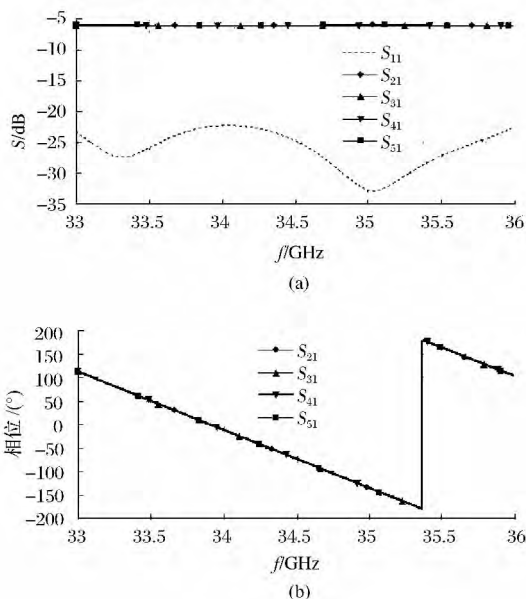 −5
−10
−15
−20
−25
−30
−35
S/dB
S₁₁
S₂₁
S₃₁
S₄₁
S₅₁
33 33.5 34 34.5 35 35.5 36
f/GHz
(a)
200
150
100
50
0
−50
−100
−150
−200
相位/(°)
S₂₁
S₃₁
S₄₁
S₅₁
33 33.5 34 34.5 35 35.5 36
f/GHz
(b)